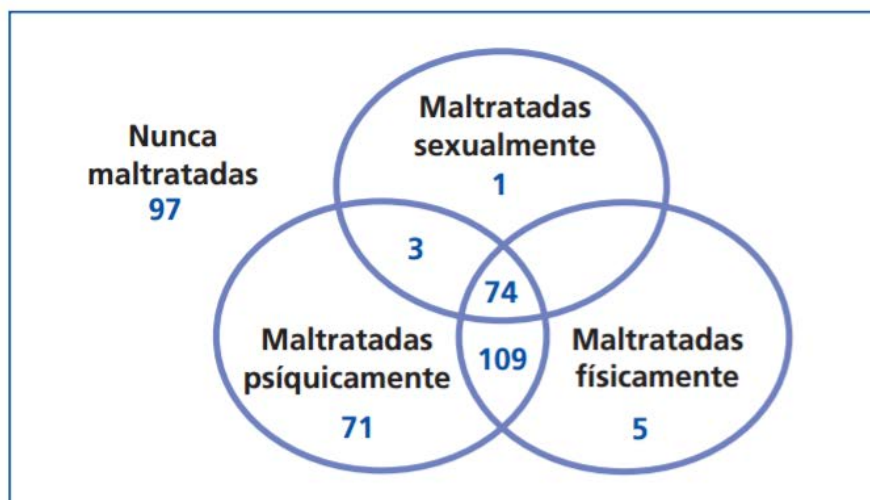 Maltratadas
sexualmente
1
Nunca
maltratadas
97
3
74
Maltratadas
psíquicamente
71
109
Maltratadas
físicamente
5